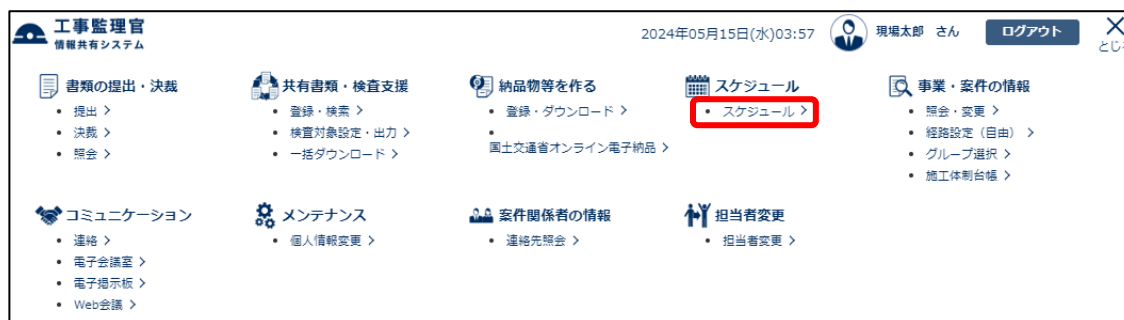 工事監理官
情報共有システム
2024年05月15日(水)03:57
現場太郎 さん
ログアウト
とじる
書類の提出・決裁
• 提出 >
• 決裁 >
• 照会 >
共有書類・検査支援
• 登録・検索 >
• 検査対象設定・出力 >
• 一括ダウンロード >
納品物等を作る
• 登録・ダウンロード >
•
国土交通省オンライン電子納品 >
スケジュール
• スケジュール >
事業・案件の情報
• 照会・変更 >
• 経路設定（自由） >
• グループ選択 >
• 施工体制台帳 >
コミュニケーション
• 連絡 >
• 電子会議室 >
• 電子掲示板 >
• Web会議 >
メンテナンス
• 個人情報変更 >
案件関係者の情報
• 連絡先照会 >
担当者変更
• 担当者変更 >